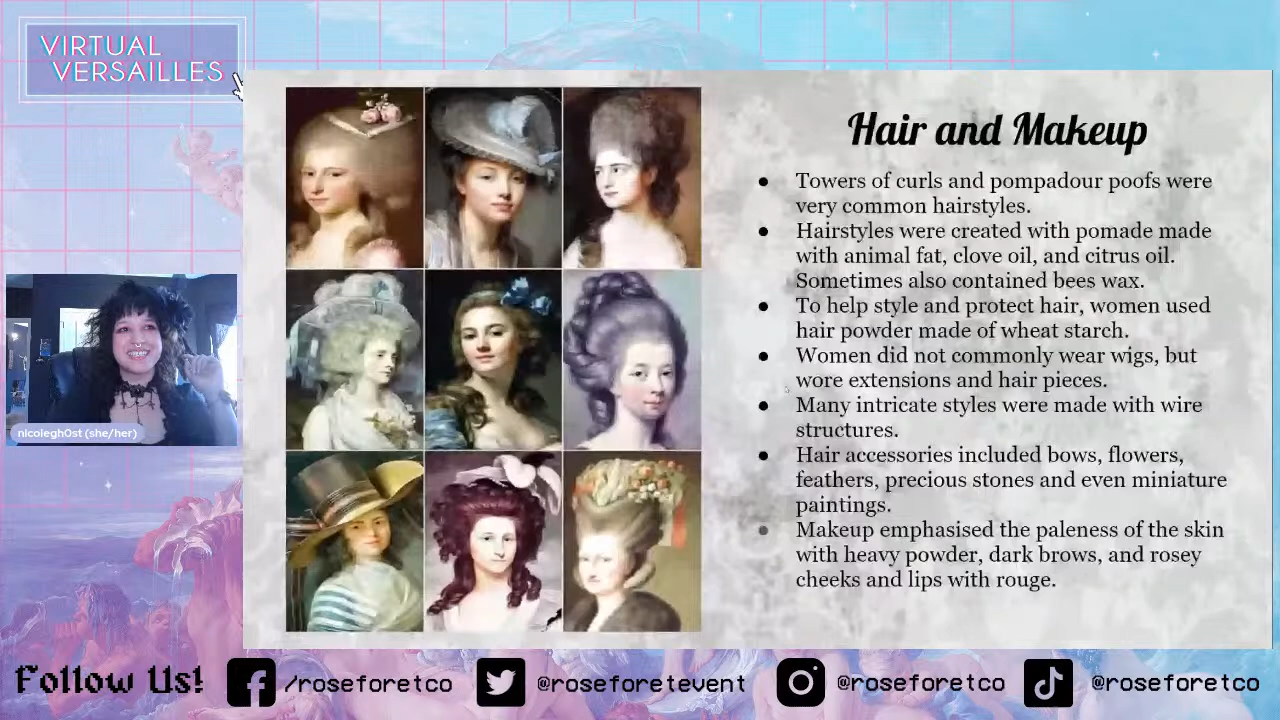 VIRTUAL
VERSAILLES
Hair and Makeup
● Towers of curls and pompadour poofs were
very common hairstyles.
● Hairstyles were created with pomade made
with animal fat, clove oil, and citrus oil.
Sometimes also contained bees wax.
● To help style and protect hair, women used
hair powder made of wheat starch.
● Women did not commonly wear wigs, but
wore extensions and hair pieces.
● Many intricate styles were made with wire
structures.
● Hair accessories included bows, flowers,
feathers, precious stones and even miniature
paintings.
● Makeup emphasised the paleness of the skin
with heavy powder, dark brows, and rosey
cheeks and lips with rouge.
nicolegh0st (she/her)
Follow Us!
/roseforetco
@roseforetevent
@roseforetco
@roseforetco